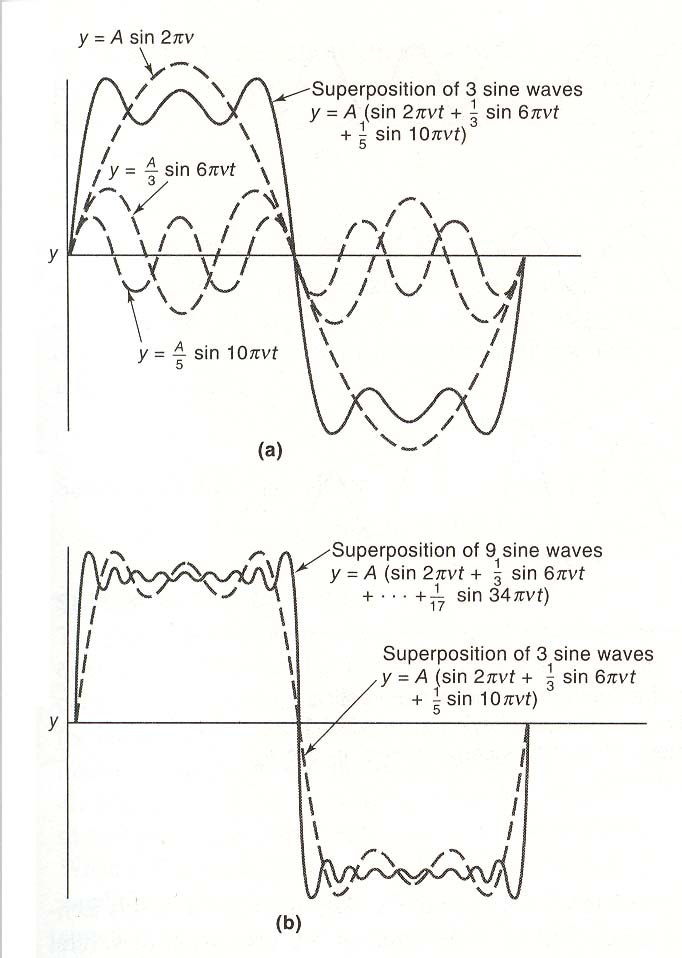 y = A sin 2πν
Superposition of 3 sine waves
y = A (sin 2πνt + 1/3 sin 6πνt
+ 1/5 sin 10πνt)
y = A/3 sin 6πνt
y
y = A/5 sin 10πνt
(a)
Superposition of 9 sine waves
y = A (sin 2πνt + 1/3 sin 6πνt
+ · · · + 1/17 sin 34πνt)
Superposition of 3 sine waves
y = A (sin 2πνt + 1/3 sin 6πνt
+ 1/5 sin 10πνt)
y
(b)